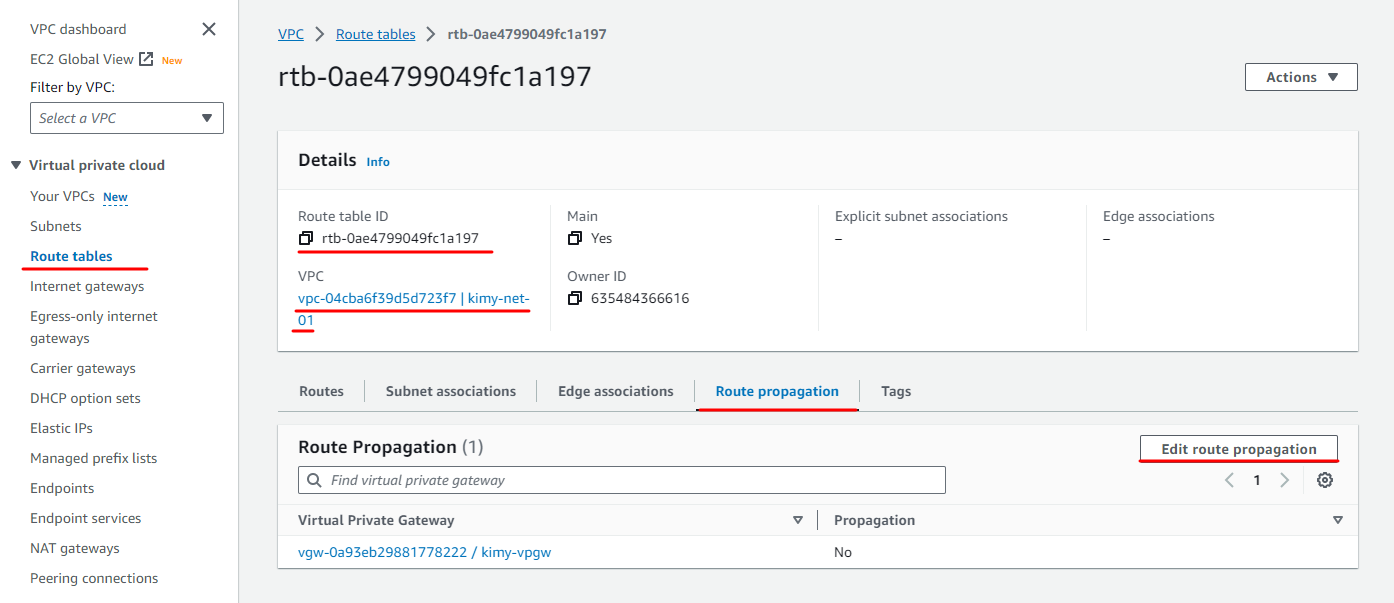 VPC dashboard
EC2 Global View New
Filter by VPC:
Select a VPC
Virtual private cloud
Your VPCs New
Subnets
Route tables
Internet gateways
Egress-only internet
gateways
Carrier gateways
DHCP option sets
Elastic IPs
Managed prefix lists
Endpoints
Endpoint services
NAT gateways
Peering connections
VPC > Route tables > rtb-0ae4799049fc1a197
rtb-0ae4799049fc1a197
Actions
Details Info
Route table ID
rtb-0ae4799049fc1a197
Main
Yes
Explicit subnet associations
–
Edge associations
–
VPC
vpc-04cba6f39d5d723f7 | kimy-net-
01
Owner ID
635484366616
Routes Subnet associations Edge associations Route propagation Tags
Route Propagation (1)
Edit route propagation
Find virtual private gateway
1
Virtual Private Gateway Propagation
vgw-0a93eb29881778222 / kimy-vpgw No